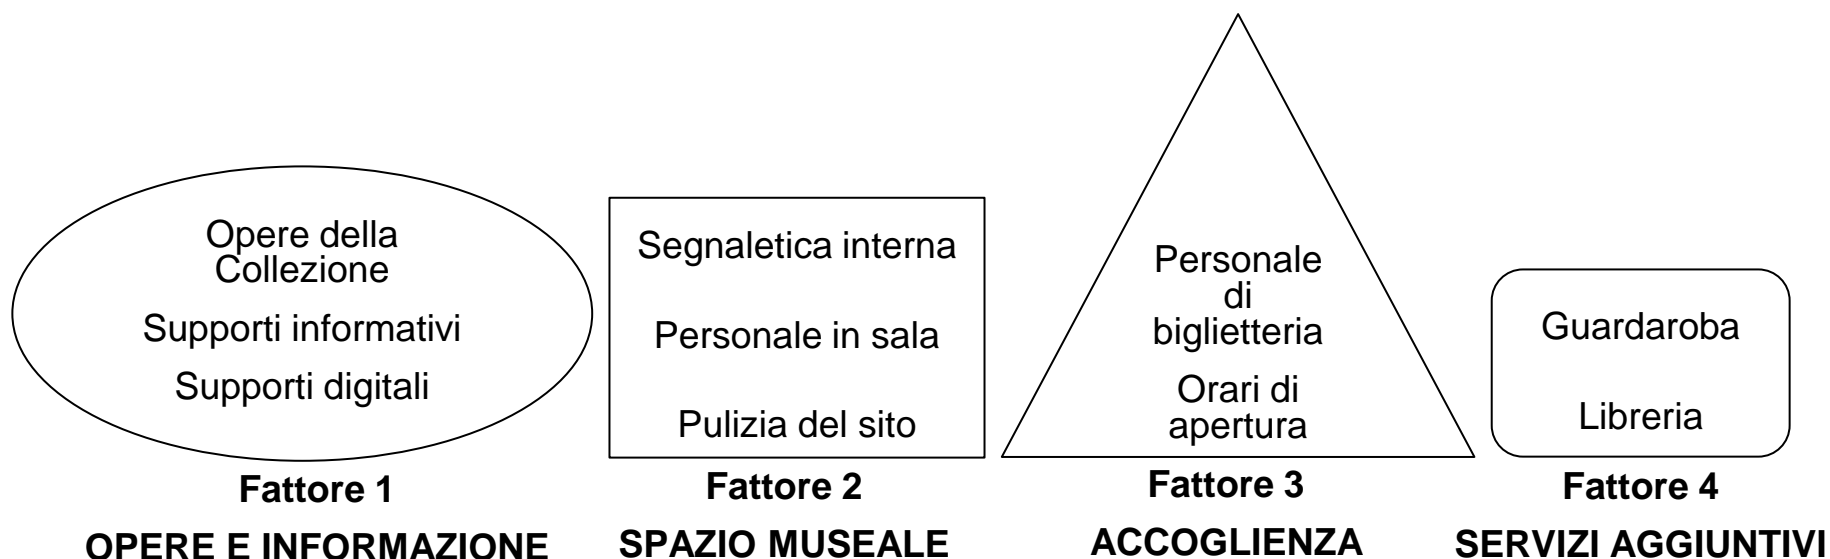 Opere della
Collezione
Supporti informativi
Supporti digitali
Fattore 1
OPERE E INFORMAZIONE
Segnaletica interna
Personale in sala
Pulizia del sito
Fattore 2
SPAZIO MUSEALE
Personale
di
biglietteria
Orari di
apertura
Fattore 3
ACCOGLIENZA
Guardaroba
Libreria
Fattore 4
SERVIZI AGGIUNTIVI